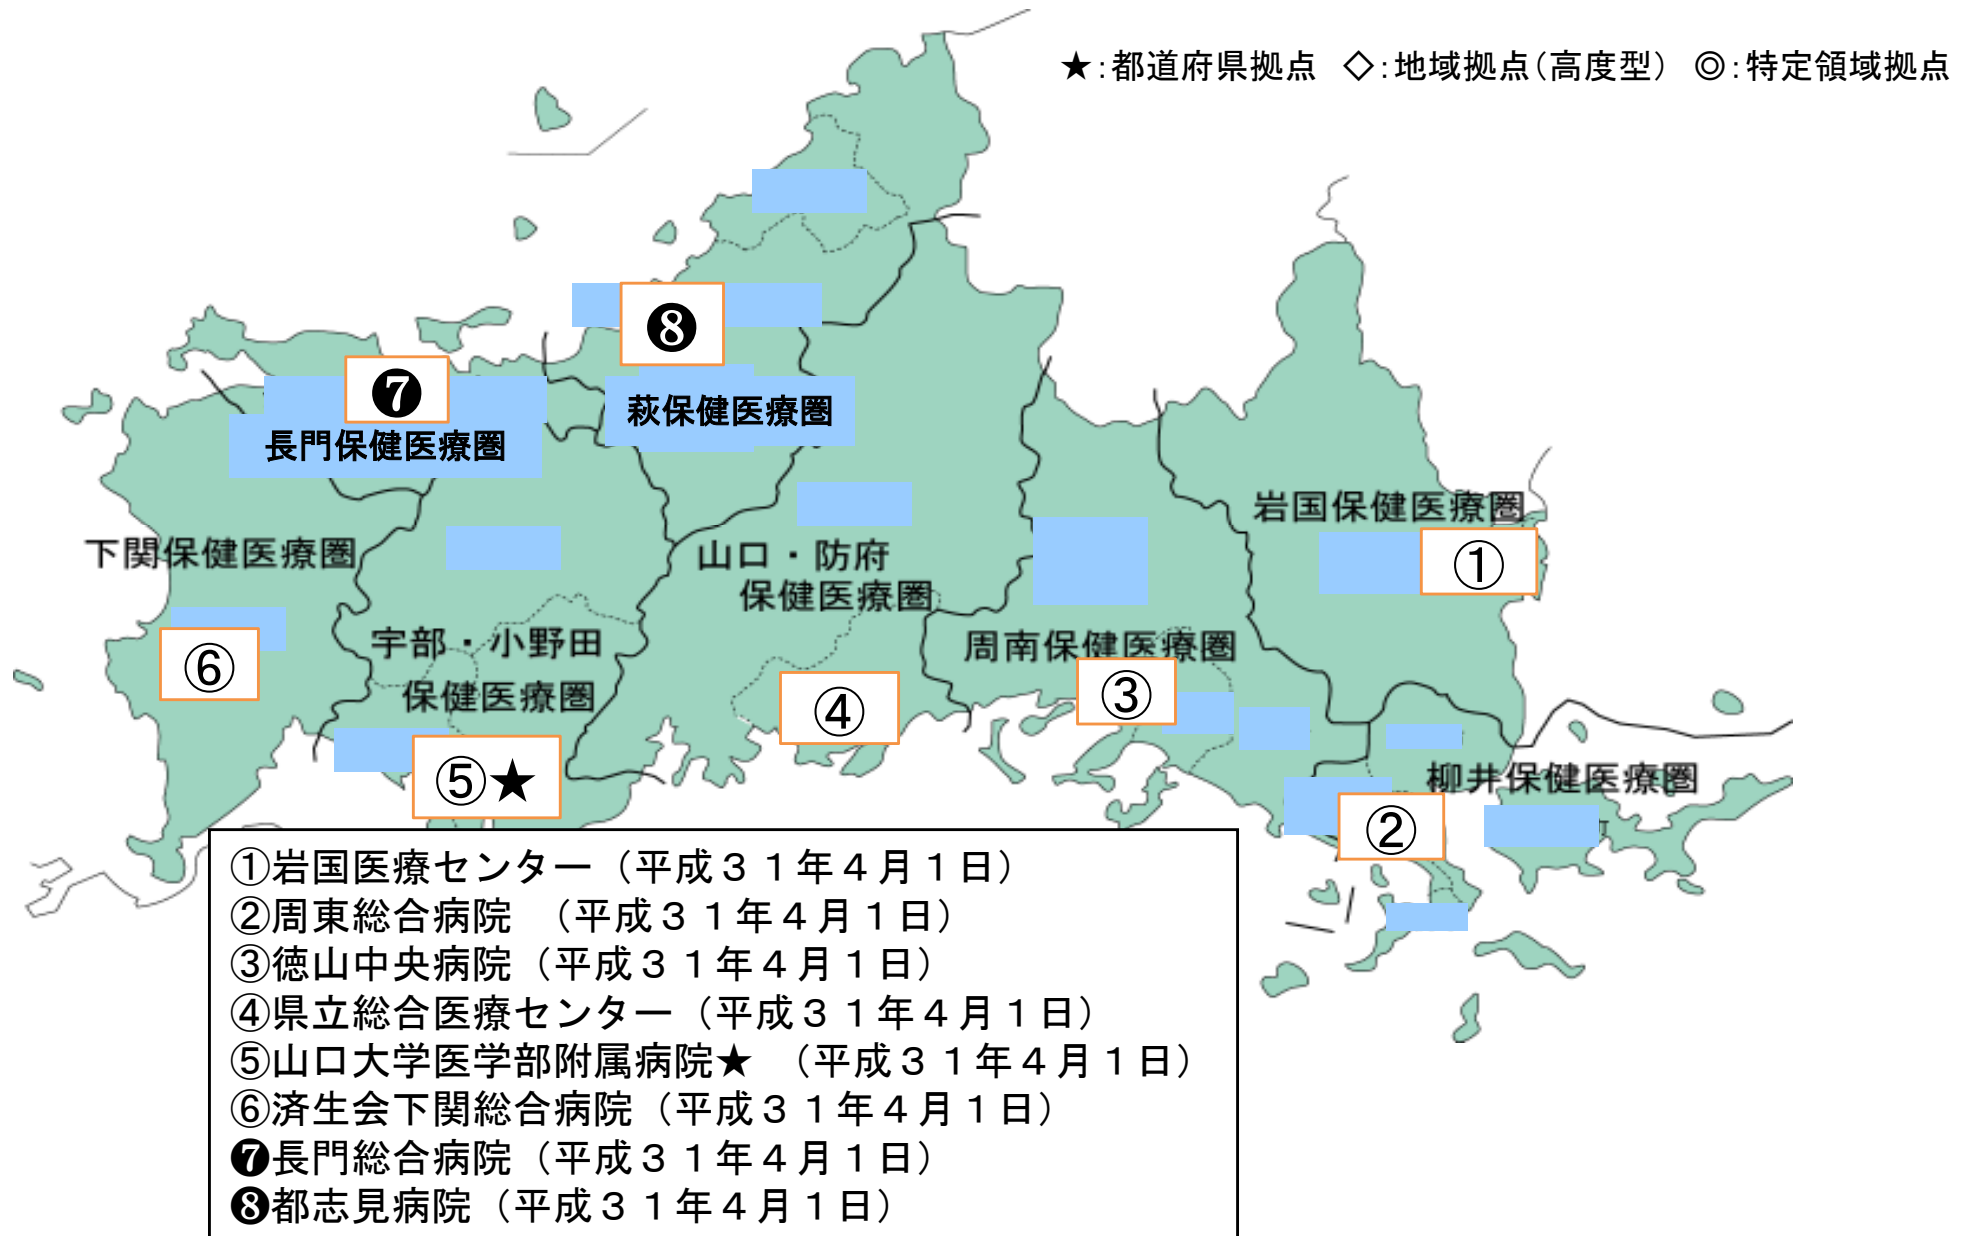 ★:都道府県拠点 ◇:地域拠点(高度型) ◎:特定領域拠点
❽
❼
萩保健医療圏
長門保健医療圏
岩国保健医療圏
①
下関保健医療圏
山口・防府
保健医療圏
宇部・小野田
保健医療圏
周南保健医療圏
⑥
④
③
⑤★
柳井保健医療圏
②
①岩国医療センター(平成31年4月1日)
②周東総合病院 (平成31年4月1日)
③徳山中央病院(平成31年4月1日)
④県立総合医療センター(平成31年4月1日)
⑤山口大学医学部附属病院★ (平成31年4月1日)
⑥済生会下関総合病院(平成31年4月1日)
❼長門総合病院(平成31年4月1日)
❽都志見病院(平成31年4月1日)